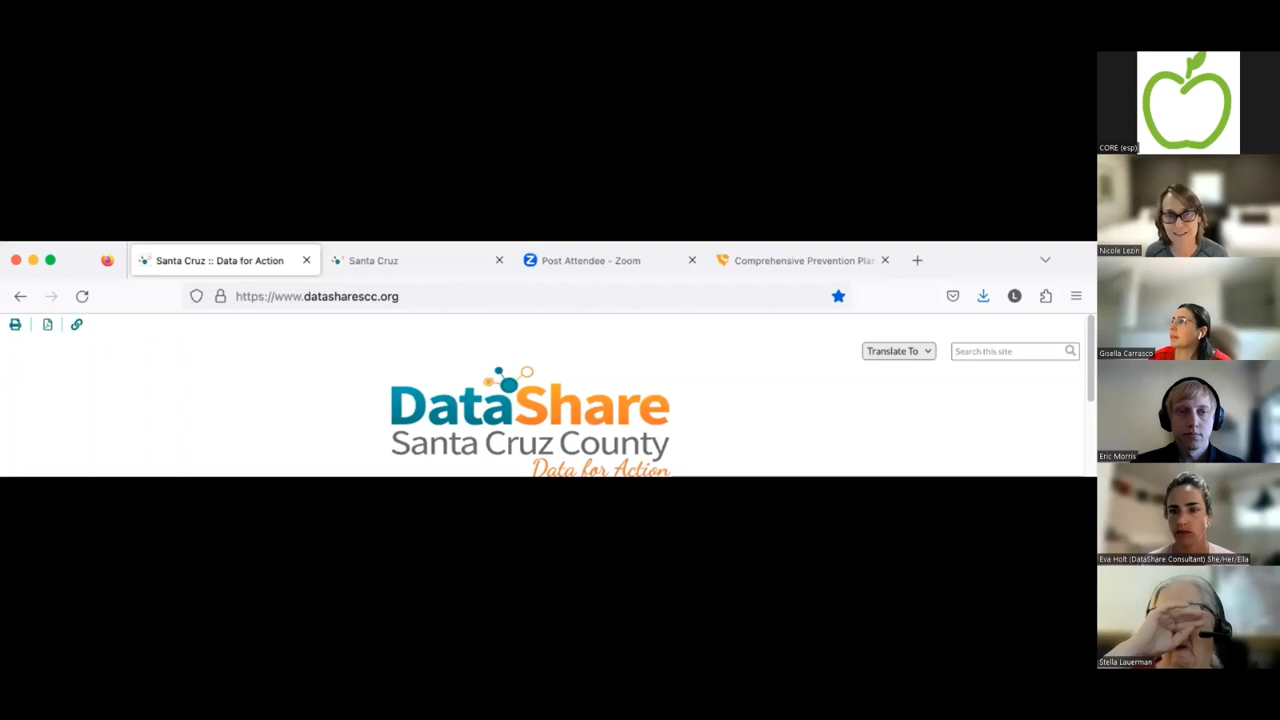 Santa Cruz :: Data for Action
Santa Cruz
Post Attendee - Zoom
Comprehensive Prevention Plan
https://www.datasharescc.org
L
Translate To
Search this site
DataShare
Santa Cruz County
Data for Action
CORE (esp)
Nicole Lezin
Gisella Carrasco
Eric Morris
Eva Holt (DataShare Consultant) She/Her/Ella
Stella Lauerman